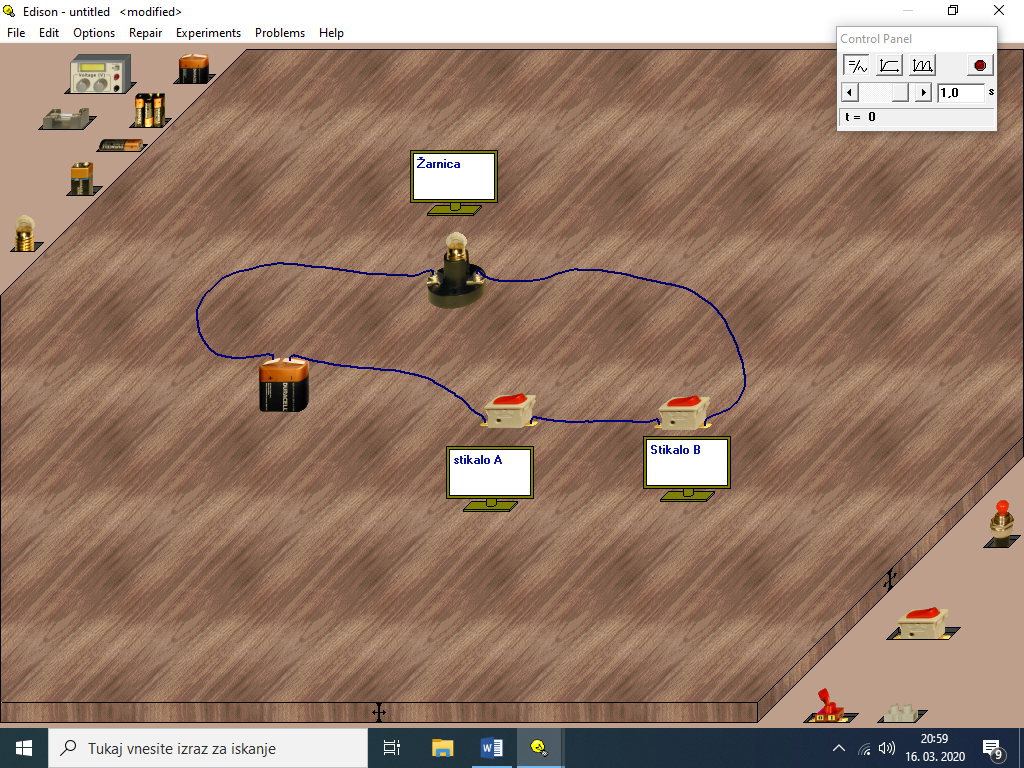 Edison - untitled   <modified>
File Edit Options Repair Experiments Problems Help
Control Panel
1,0 s
t = 0
Voltage (V)
Žarnica
DURACELL
stikalo A
Stikalo B
Tukaj vnesite izraz za iskanje
20:59
16. 03. 2020
9